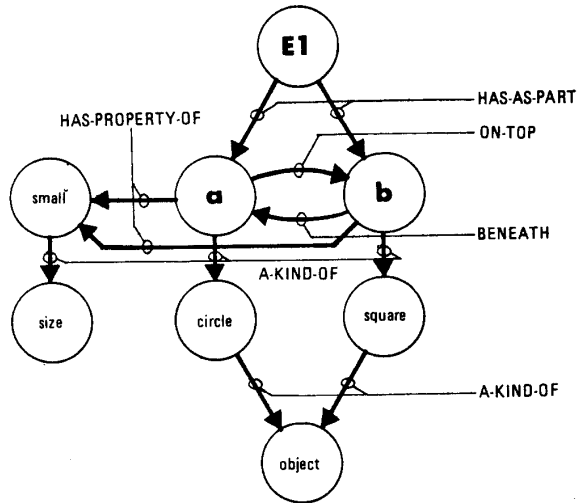 E1
HAS-AS-PART
HAS-PROPERTY-OF
ON-TOP
small
a
b
BENEATH
A-KIND-OF
size
circle
square
A-KIND-OF
object